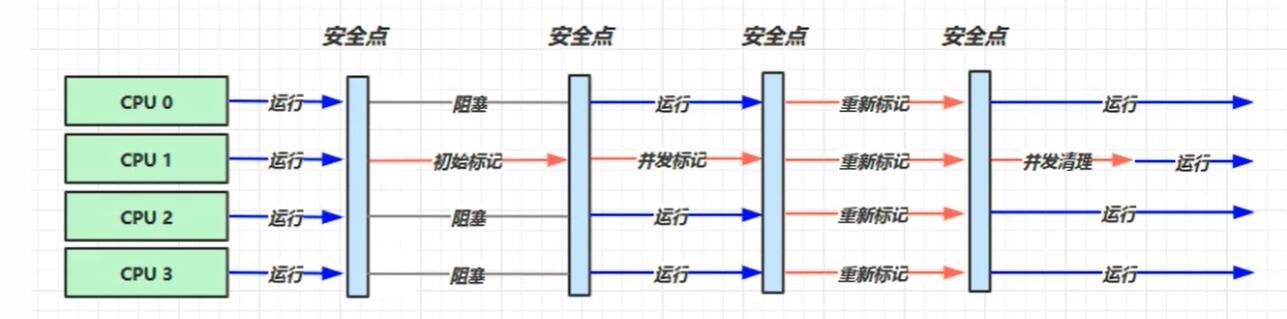 安全点 安全点 安全点 安全点
CPU 0 运行 阻塞 运行 重新标记 运行
CPU 1 运行 初始标记 并发标记 重新标记 并发清理 运行
CPU 2 运行 阻塞 运行 重新标记 运行
CPU 3 运行 阻塞 运行 重新标记 运行